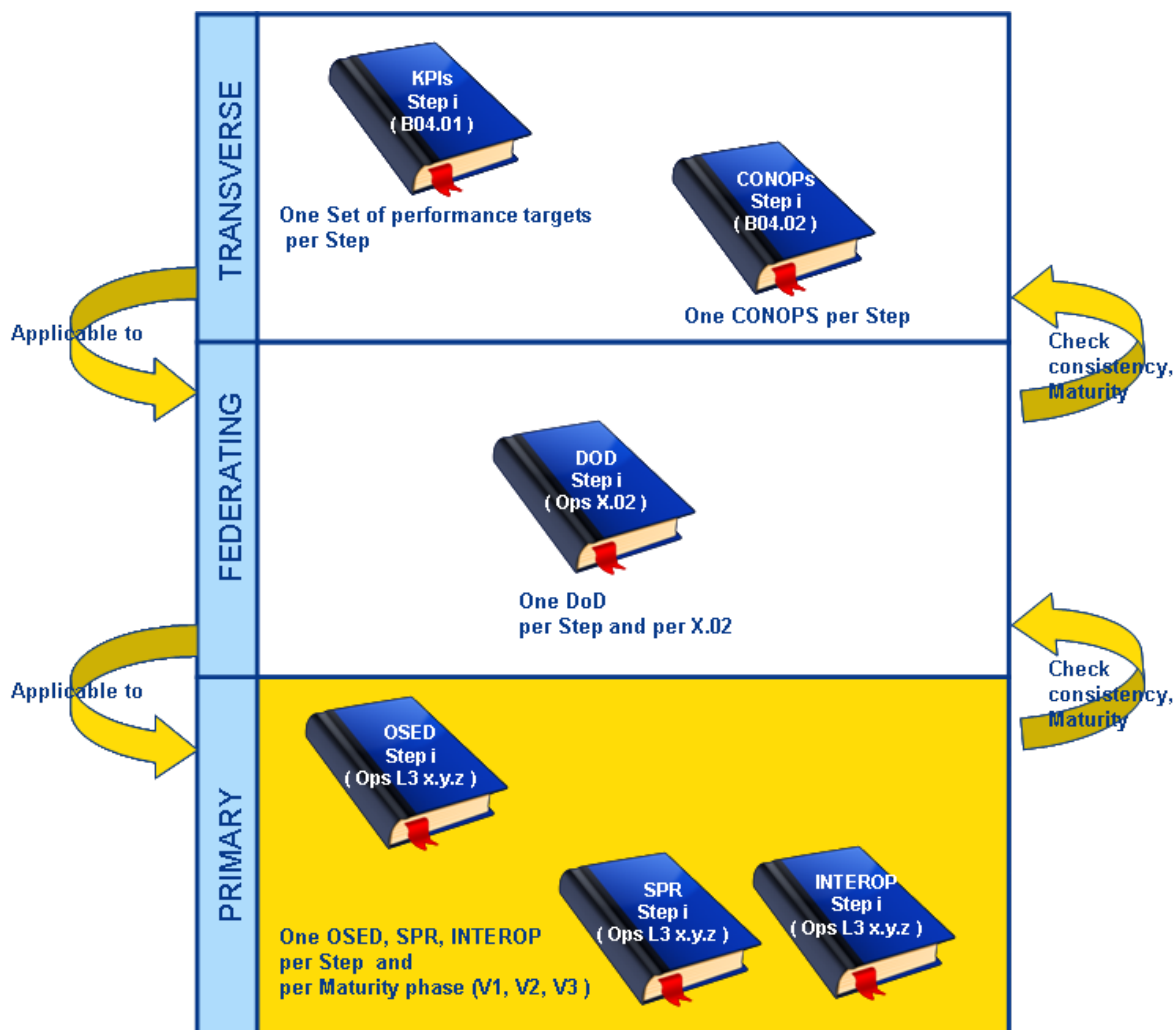 TRANSVERSE
KPIs
Step i
( B04.01 )
One Set of performance targets
per Step
CONOPs
Step i
( B04.02 )
One CONOPS per Step
Applicable to
Check
consistency,
Maturity
FEDERATING
DOD
Step i
( Ops X.02 )
One DoD
per Step and per X.02
Applicable to
Check
consistency,
Maturity
PRIMARY
OSED
Step i
( Ops L3 x.y.z )
SPR
Step i
( Ops L3 x.y.z )
INTEROP
Step i
( Ops L3 x.y.z )
One OSED, SPR, INTEROP
per Step and
per Maturity phase (V1, V2, V3 )